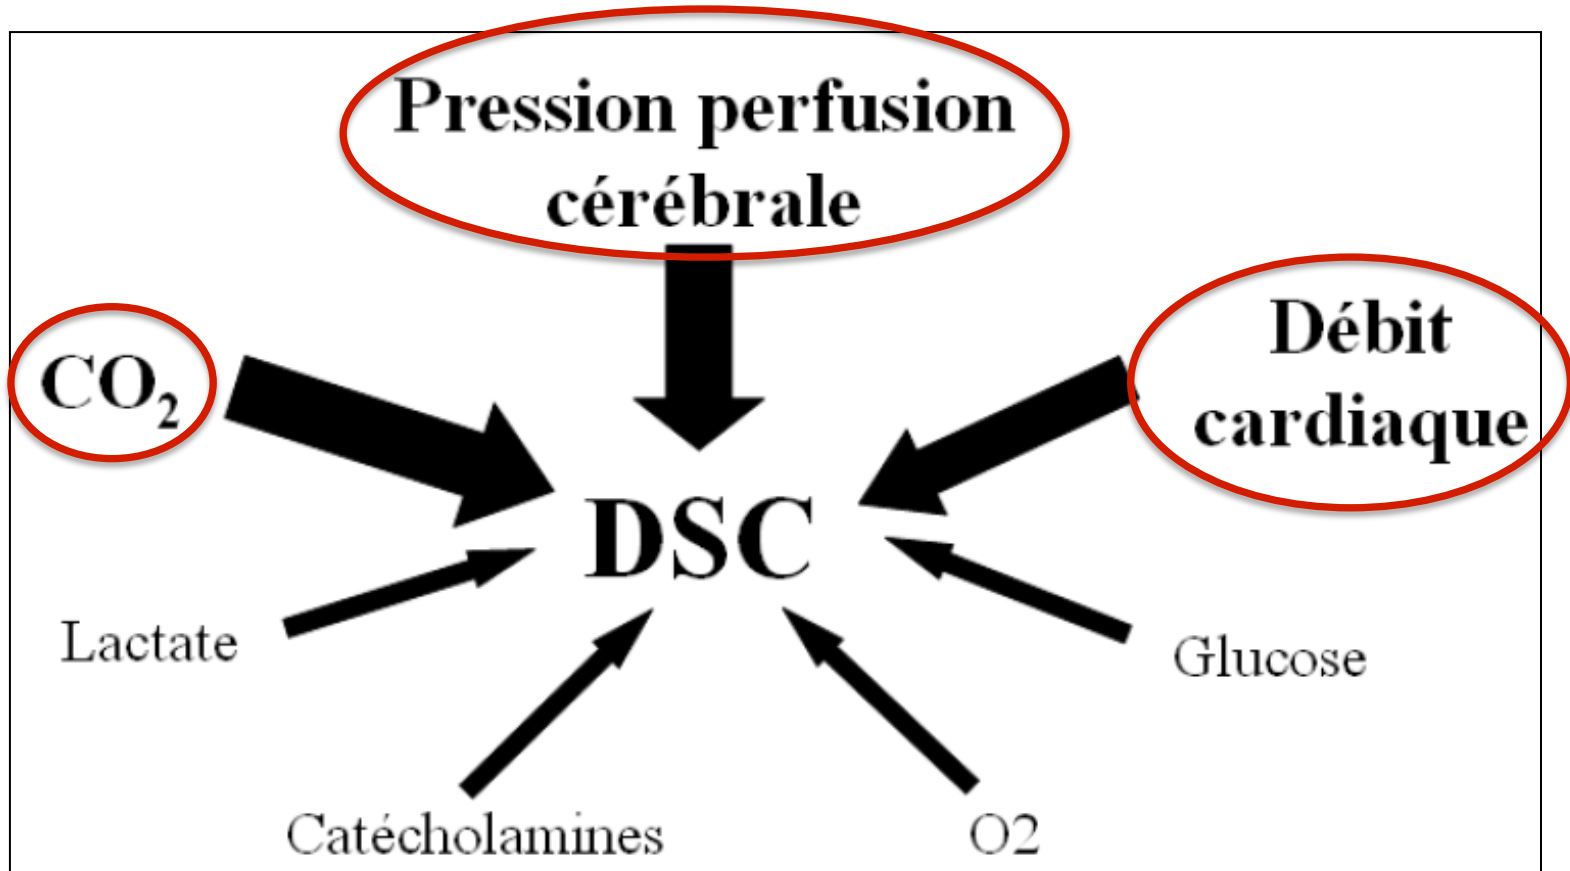 Pression perfusion
cérébrale
Débit
cardiaque
CO₂
DSC
Lactate
Glucose
Catécholamines
O2